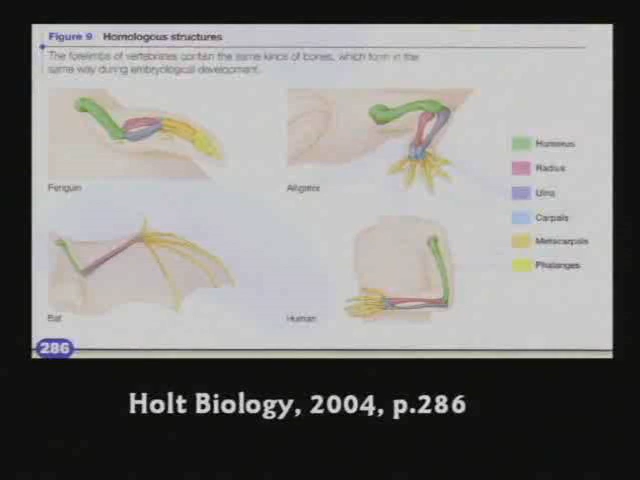 Figure 9 Homologous structures
The forelimbs of vertebrates contain the same kinds of bones, which form in the
same way during embryological development.
Penguin
Alligator
Humerus
Radius
Ulna
Carpals
Metacarpals
Phalanges
Bat
Human
286
Holt Biology, 2004, p.286